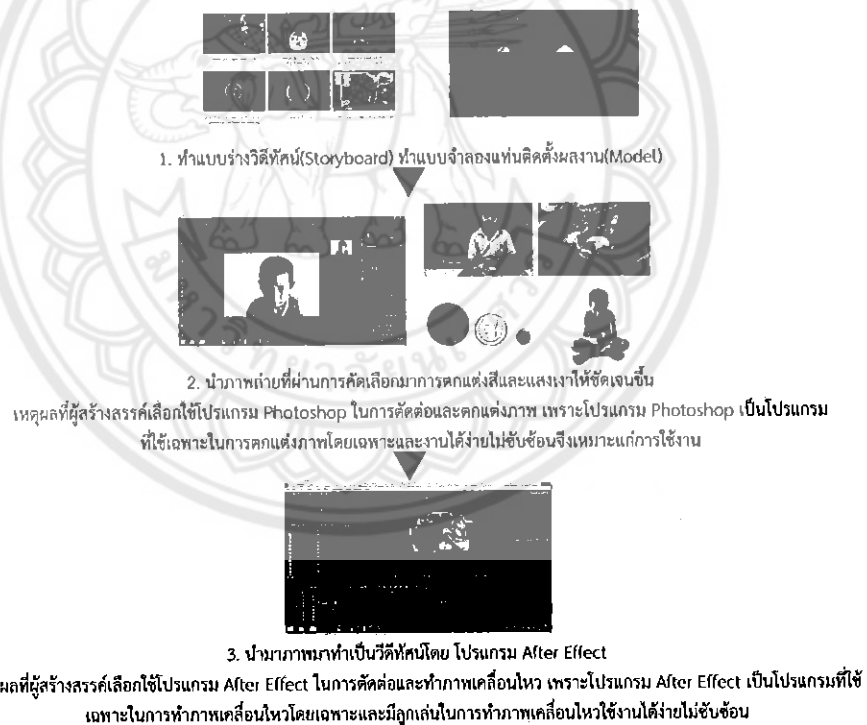 1. ทำแบบร่างวิดีทัศน์(Storyboard) ทำแบบจำลองแท่นติดตั้งผลงาน(Model)
2. นำภาพถ่ายที่ผ่านการคัดเลือกมาการตกแต่งสีและแสงเงาให้ชัดเจนขึ้น
เหตุผลที่ผู้สร้างสรรค์เลือกใช้โปรแกรม Photoshop ในการตัดต่อและตกแต่งภาพ เพราะโปรแกรม Photoshop เป็นโปรแกรม
ที่ใช้เฉพาะในการตกแต่งภาพโดยเฉพาะและงานได้ง่ายไม่ซับซ้อนจึงเหมาะแก่การใช้งาน
3. นำมาภาพมาทำเป็นวีดีทัศน์โดย โปรแกรม After Effect
ผลที่ผู้สร้างสรรค์เลือกใช้โปรแกรม After Effect ในการตัดต่อและทำภาพเคลื่อนไหว เพราะโปรแกรม After Effect เป็นโปรแกรมที่ใช้
เฉพาะในการทำภาพเคลื่อนไหวโดยเฉพาะและมีลูกเล่นในการทำภาพเคลื่อนไหวใช้งานได้ง่ายไม่ซับซ้อน